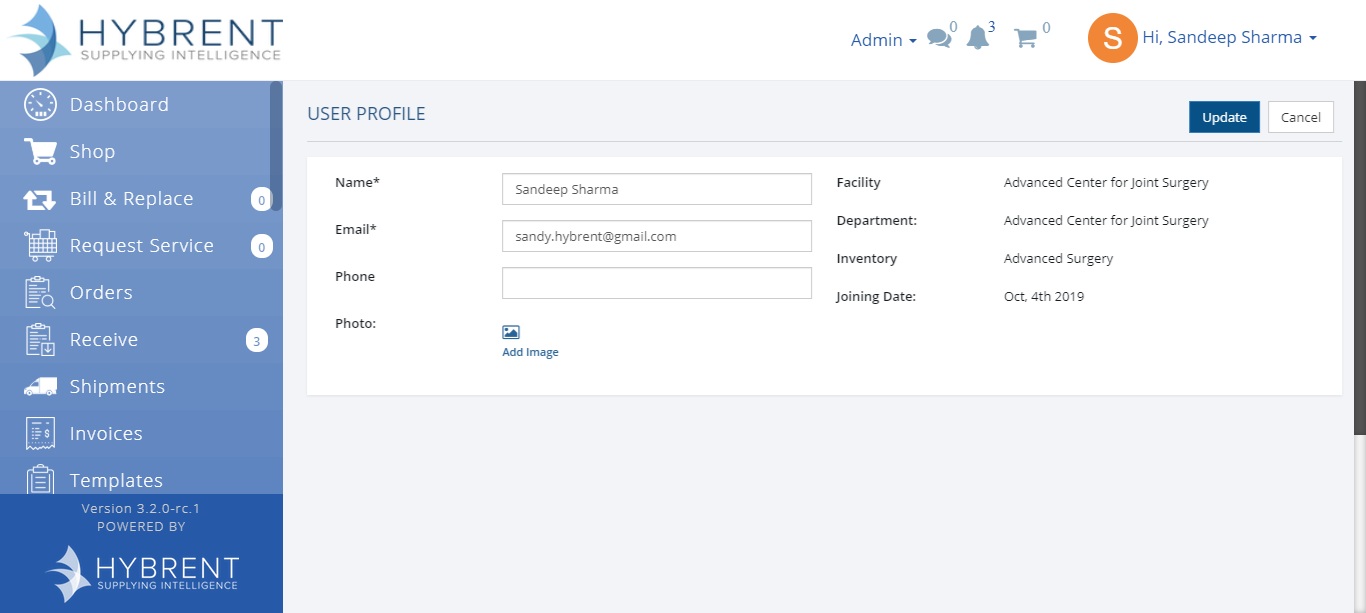 HYBRENT
SUPPLYING INTELLIGENCE
Admin
0
3
0
S
Hi, Sandeep Sharma
Dashboard
Shop
Bill & Replace 0
Request Service 0
Orders
Receive 3
Shipments
Invoices
Templates
Version 3.2.0-rc.1
POWERED BY
HYBRENT
SUPPLYING INTELLIGENCE
USER PROFILE
Update Cancel
Name* Sandeep Sharma
Email* sandy.hybrent@gmail.com
Phone
Photo:
Add Image
Facility Advanced Center for Joint Surgery
Department: Advanced Center for Joint Surgery
Inventory Advanced Surgery
Joining Date: Oct, 4th 2019